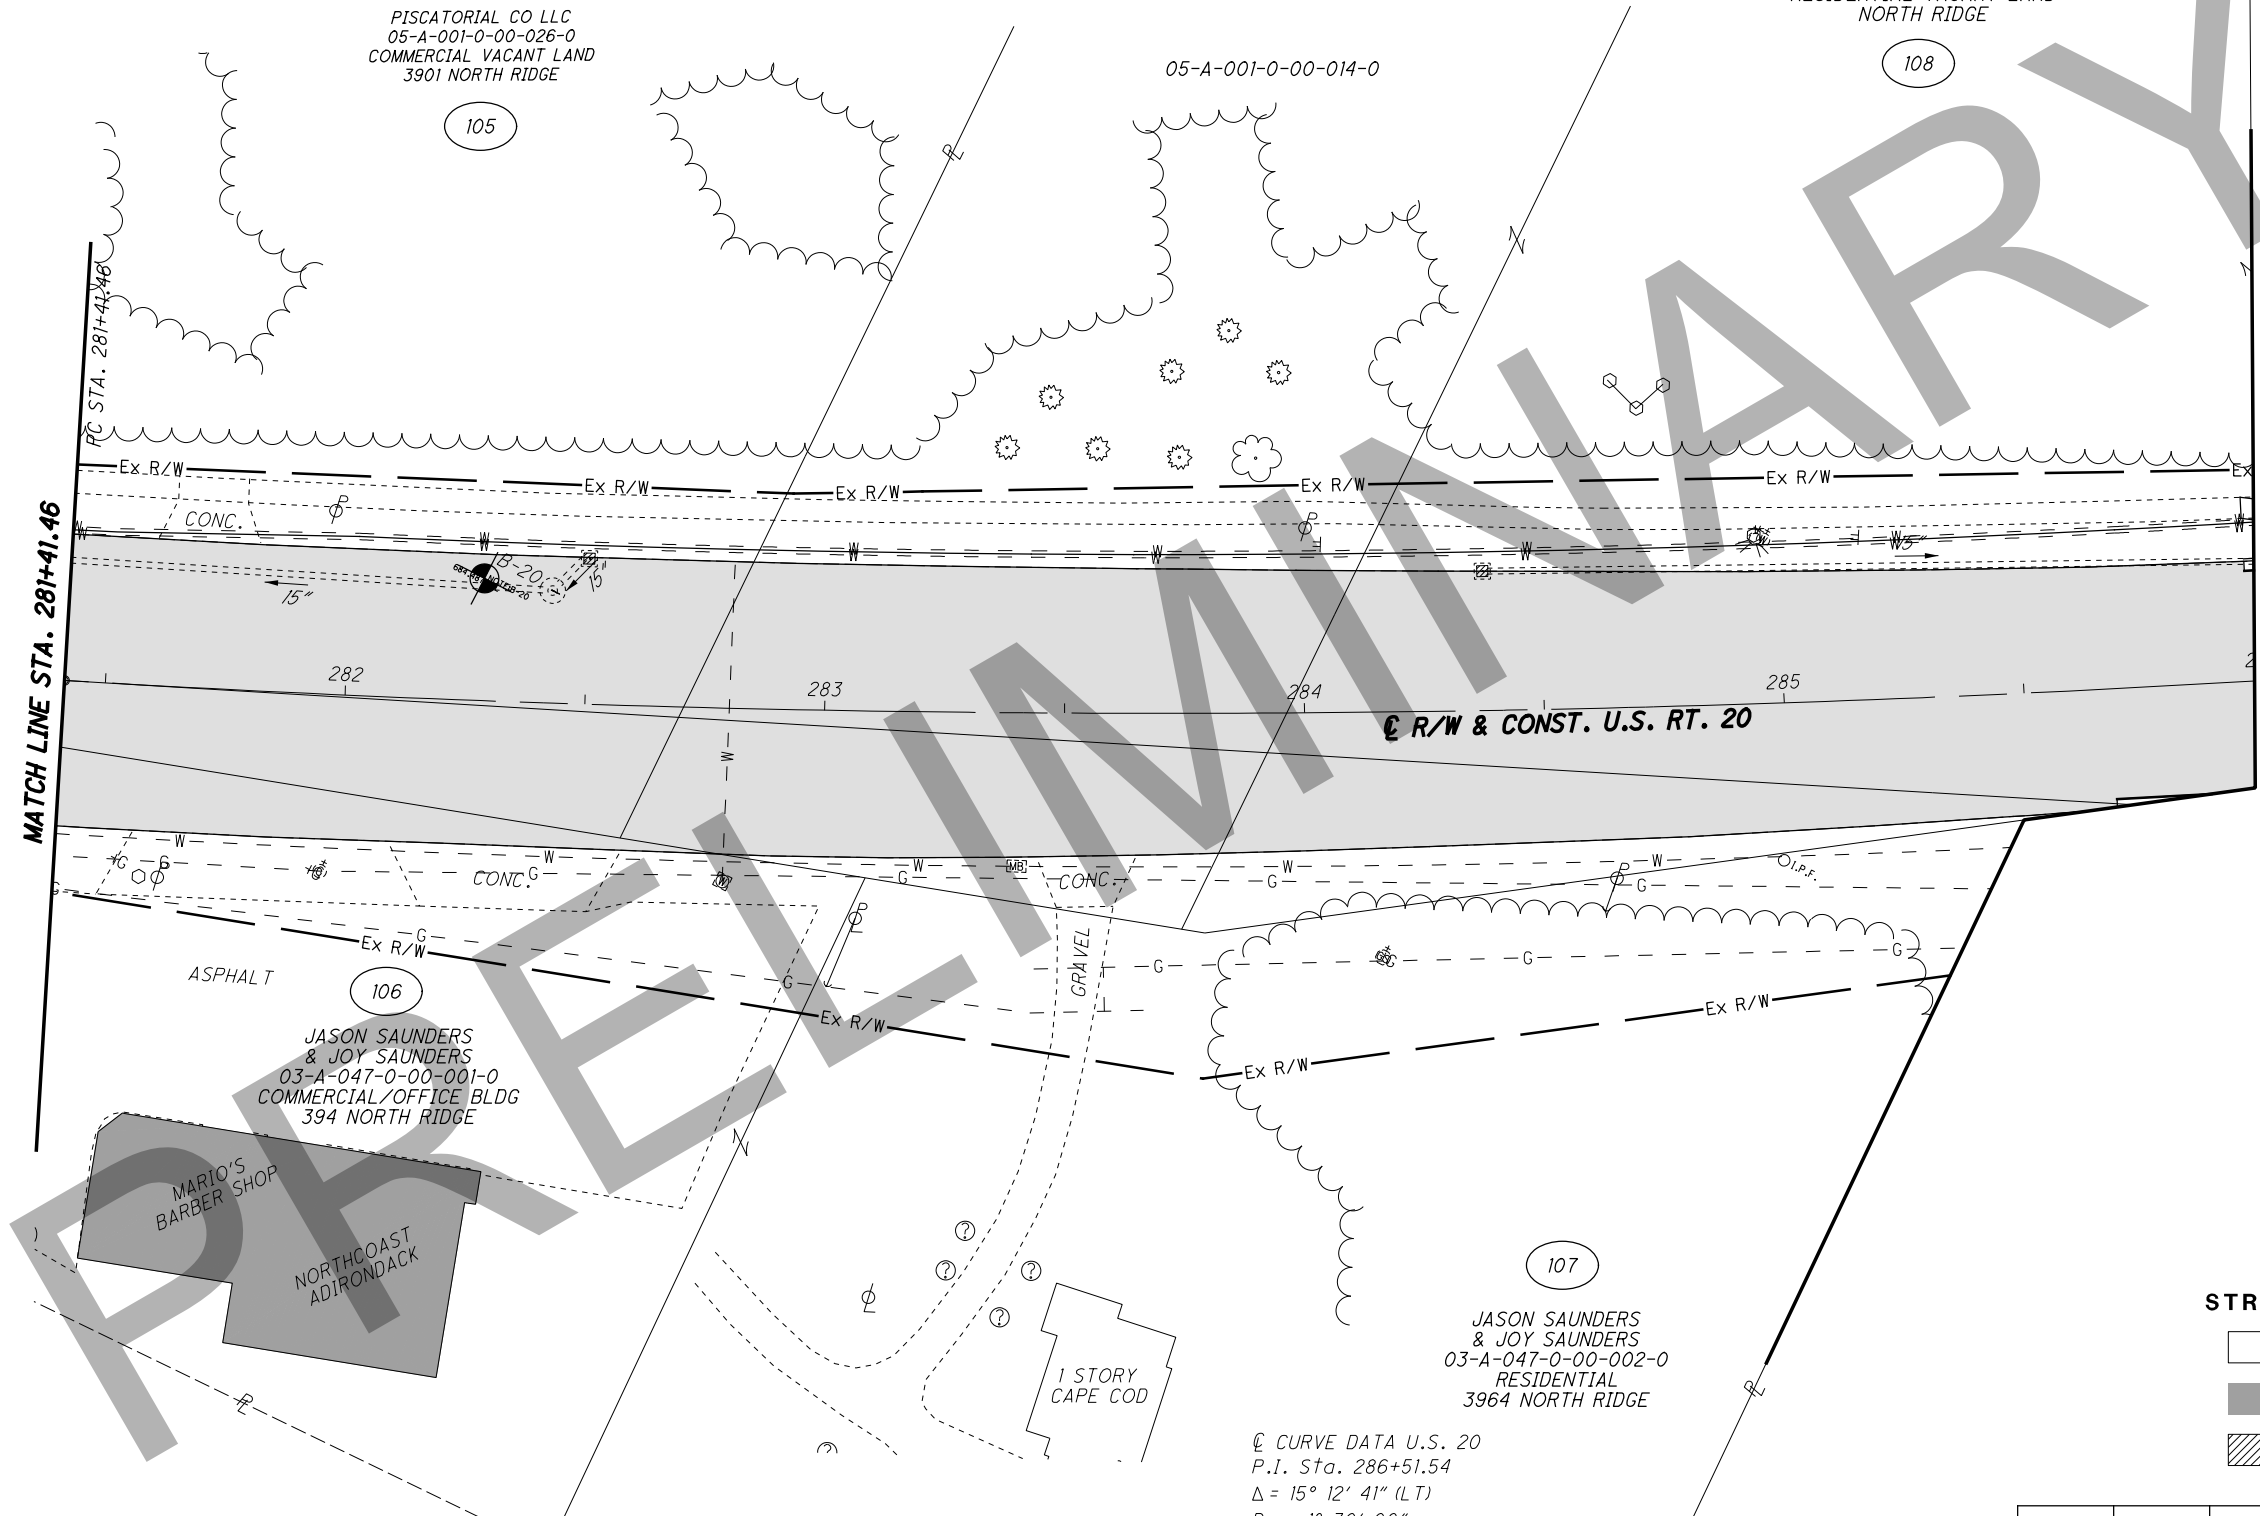 PISCATORIAL CO LLC
05-A-001-0-00-026-0
COMMERCIAL VACANT LAND
3901 NORTH RIDGE
105
05-A-001-0-00-014-0
NORTH RIDGE
108
PRELIMINARY
PC STA. 281+41.46
MATCH LINE STA. 281+41.46
Ex R/W
Ex R/W
Ex R/W
Ex R/W
Ex R/W
Ex
CONC.
P
P
W
W
W
W
W
W
W
B-20
15"
15"
15"
282
283
284
285
℄ R/W & CONST. U.S. RT. 20
W
W
W
W
W
W
G
G
G
G
G
G
MB
W
CONC.
CONC.
P
P
I.P.F.
G
G
G
G
G
G
Ex R/W
Ex R/W
Ex R/W
Ex R/W
GRAVEL
ASPHALT
106
JASON SAUNDERS
& JOY SAUNDERS
03-A-047-0-00-001-0
COMMERCIAL/OFFICE BLDG
394 NORTH RIDGE
MARIO'S
BARBER SHOP
NORTHCOAST
ADIRONDACK
?
?
?
?
?
1 STORY
CAPE COD
107
JASON SAUNDERS
& JOY SAUNDERS
03-A-047-0-00-002-0
RESIDENTIAL
3964 NORTH RIDGE
STR
℄ CURVE DATA U.S. 20
P.I. Sta. 286+51.54
Δ = 15° 12' 41" (LT)